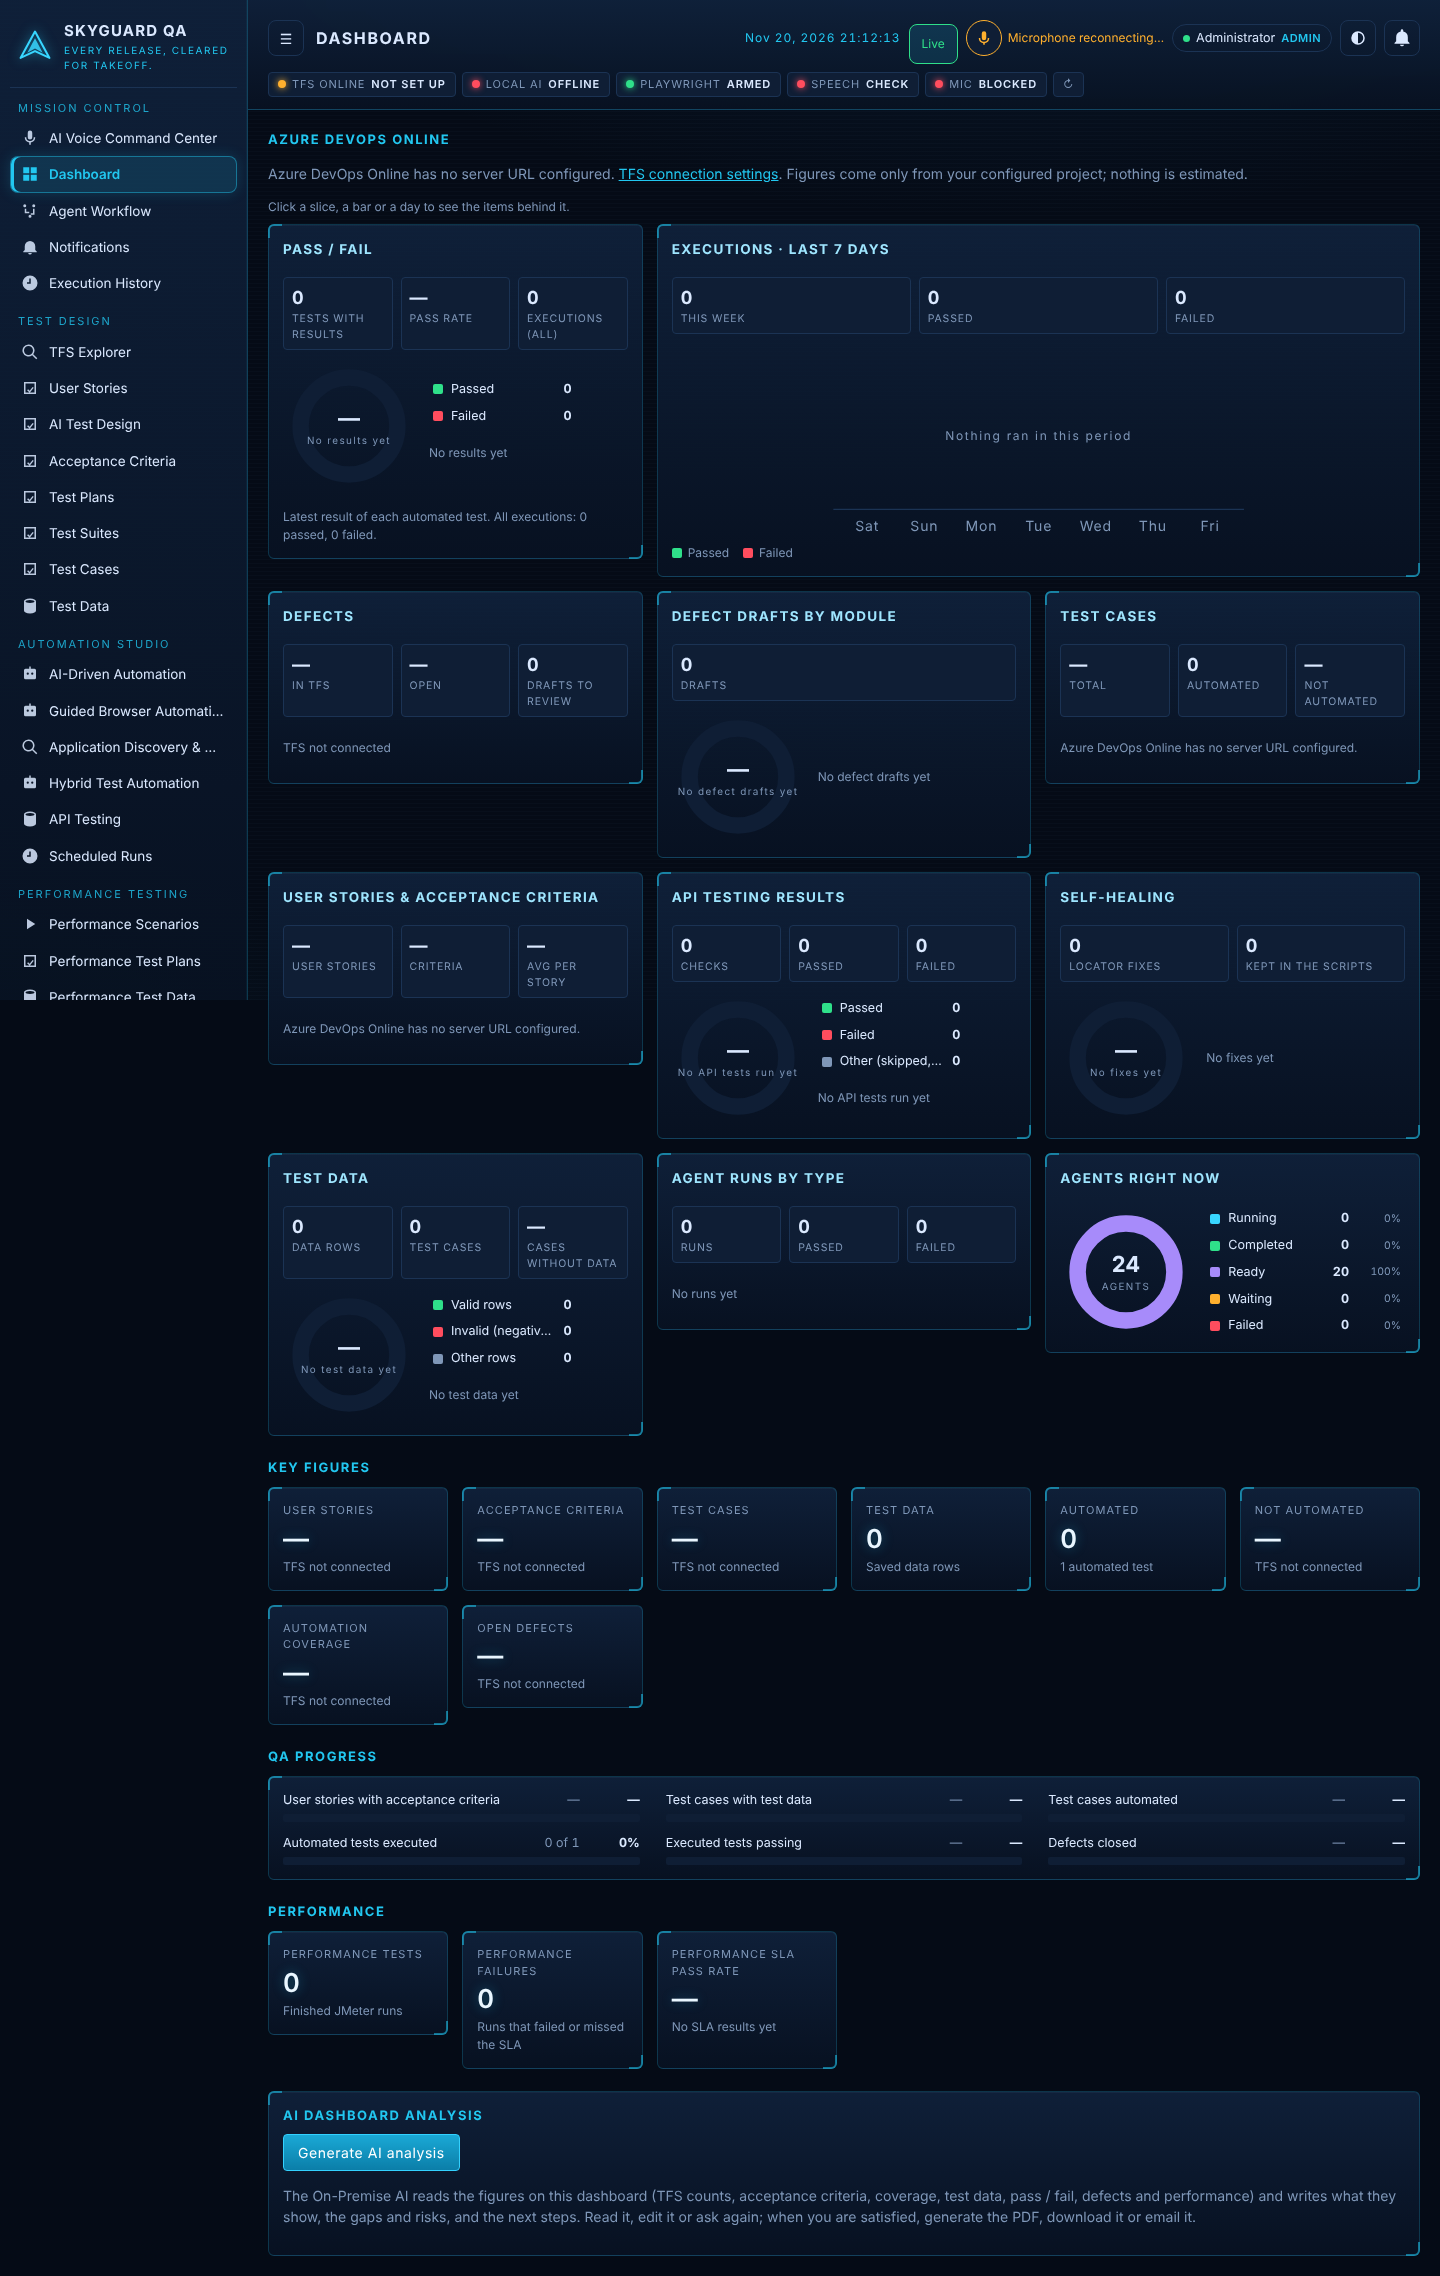 SKYGUARD QA
EVERY RELEASE, CLEARED
FOR TAKEOFF.
MISSION CONTROL
AI Voice Command Center
Dashboard
Agent Workflow
Notifications
Execution History
TEST DESIGN
TFS Explorer
User Stories
AI Test Design
Acceptance Criteria
Test Plans
Test Suites
Test Cases
Test Data
AUTOMATION STUDIO
AI-Driven Automation
Guided Browser Automati...
Application Discovery & ...
Hybrid Test Automation
API Testing
Scheduled Runs
PERFORMANCE TESTING
Performance Scenarios
Performance Test Plans
Performance Test Data
☰ DASHBOARD
Nov 20, 2026 21:12:13 Live Microphone reconnecting... Administrator ADMIN
TFS ONLINE NOT SET UP LOCAL AI OFFLINE PLAYWRIGHT ARMED SPEECH CHECK MIC BLOCKED ↻
AZURE DEVOPS ONLINE
Azure DevOps Online has no server URL configured. TFS connection settings. Figures come only from your configured project; nothing is estimated.
Click a slice, a bar or a day to see the items behind it.
PASS / FAIL
0 — 0
TESTS WITH RESULTS PASS RATE EXECUTIONS (ALL)
—
No results yet
Passed 0
Failed 0
No results yet
Latest result of each automated test. All executions: 0
passed, 0 failed.
EXECUTIONS · LAST 7 DAYS
0 0 0
THIS WEEK PASSED FAILED
Nothing ran in this period
Sat Sun Mon Tue Wed Thu Fri
Passed Failed
DEFECTS
— — 0
IN TFS OPEN DRAFTS TO REVIEW
TFS not connected
DEFECT DRAFTS BY MODULE
0
DRAFTS
—
No defect drafts yet
No defect drafts yet
TEST CASES
— 0 —
TOTAL AUTOMATED NOT AUTOMATED
Azure DevOps Online has no server URL configured.
USER STORIES & ACCEPTANCE CRITERIA
— — —
USER STORIES CRITERIA AVG PER STORY
Azure DevOps Online has no server URL configured.
API TESTING RESULTS
0 0 0
CHECKS PASSED FAILED
—
No API tests run yet
Passed 0
Failed 0
Other (skipped,... 0
No API tests run yet
SELF-HEALING
0 0
LOCATOR FIXES KEPT IN THE SCRIPTS
—
No fixes yet
No fixes yet
TEST DATA
0 0 —
DATA ROWS TEST CASES CASES WITHOUT DATA
—
No test data yet
Valid rows 0
Invalid (negativ... 0
Other rows 0
No test data yet
AGENT RUNS BY TYPE
0 0 0
RUNS PASSED FAILED
No runs yet
AGENTS RIGHT NOW
24
AGENTS
Running 0 0%
Completed 0 0%
Ready 20 100%
Waiting 0 0%
Failed 0 0%
KEY FIGURES
USER STORIES
—
TFS not connected
ACCEPTANCE CRITERIA
—
TFS not connected
TEST CASES
—
TFS not connected
TEST DATA
0
Saved data rows
AUTOMATED
0
1 automated test
NOT AUTOMATED
—
TFS not connected
AUTOMATION
COVERAGE
—
TFS not connected
OPEN DEFECTS
—
TFS not connected
QA PROGRESS
User stories with acceptance criteria — —
Test cases with test data — —
Test cases automated — —
Automated tests executed 0 of 1 0%
Executed tests passing — —
Defects closed — —
PERFORMANCE
PERFORMANCE TESTS
0
Finished JMeter runs
PERFORMANCE
FAILURES
0
Runs that failed or missed
the SLA
PERFORMANCE SLA
PASS RATE
—
No SLA results yet
AI DASHBOARD ANALYSIS
Generate AI analysis
The On-Premise AI reads the figures on this dashboard (TFS counts, acceptance criteria, coverage, test data, pass / fail, defects and performance) and writes what they
show, the gaps and risks, and the next steps. Read it, edit it or ask again; when you are satisfied, generate the PDF, download it or email it.